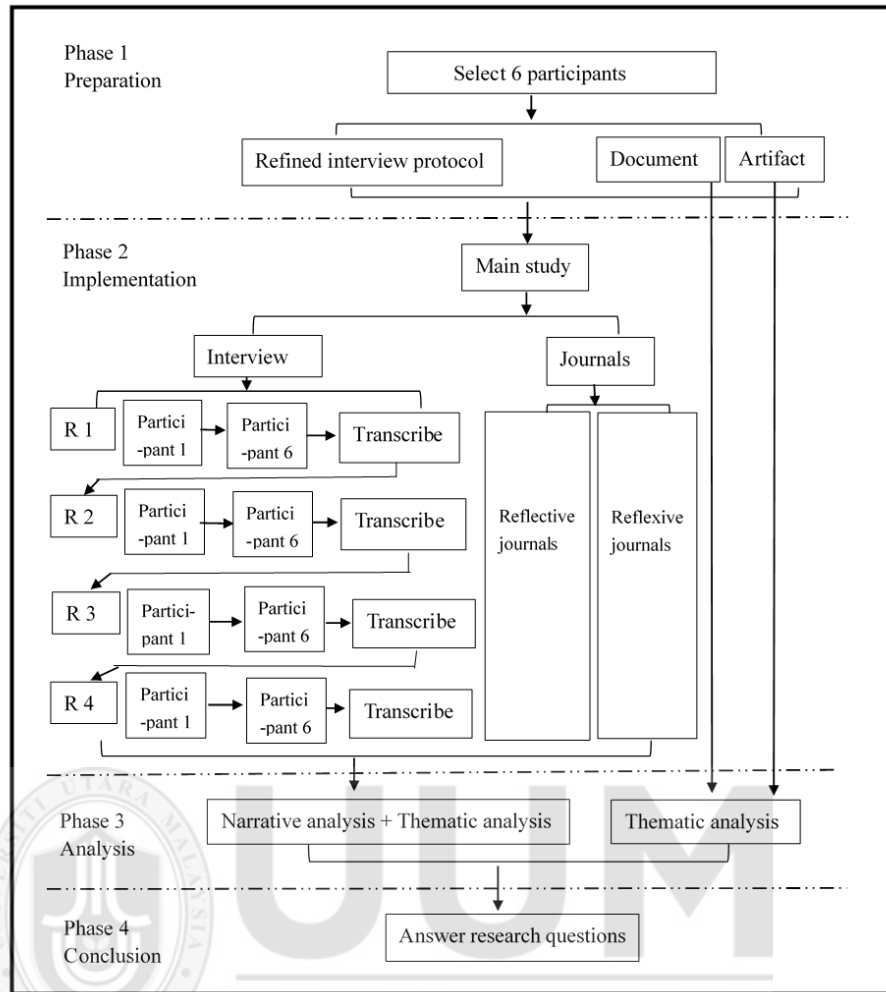 Phase 1
Preparation
Select 6 participants
Refined interview protocol
Document
Artifact
Phase 2
Implementation
Main study
Interview
Journals
R 1
Partici
-pant 1
Partici
-pant 6
Transcribe
R 2
Partici
-pant 1
Partici
-pant 6
Transcribe
Reflective
journals
Reflexive
journals
R 3
Partici-
pant 1
Partici
-pant 6
Transcribe
R 4
Partici
-pant 1
Partici
-pant 6
Transcribe
Phase 3
Analysis
Narrative analysis + Thematic analysis
Thematic analysis
Phase 4
Conclusion
Answer research questions
UUM
UTARA MALAYSIA